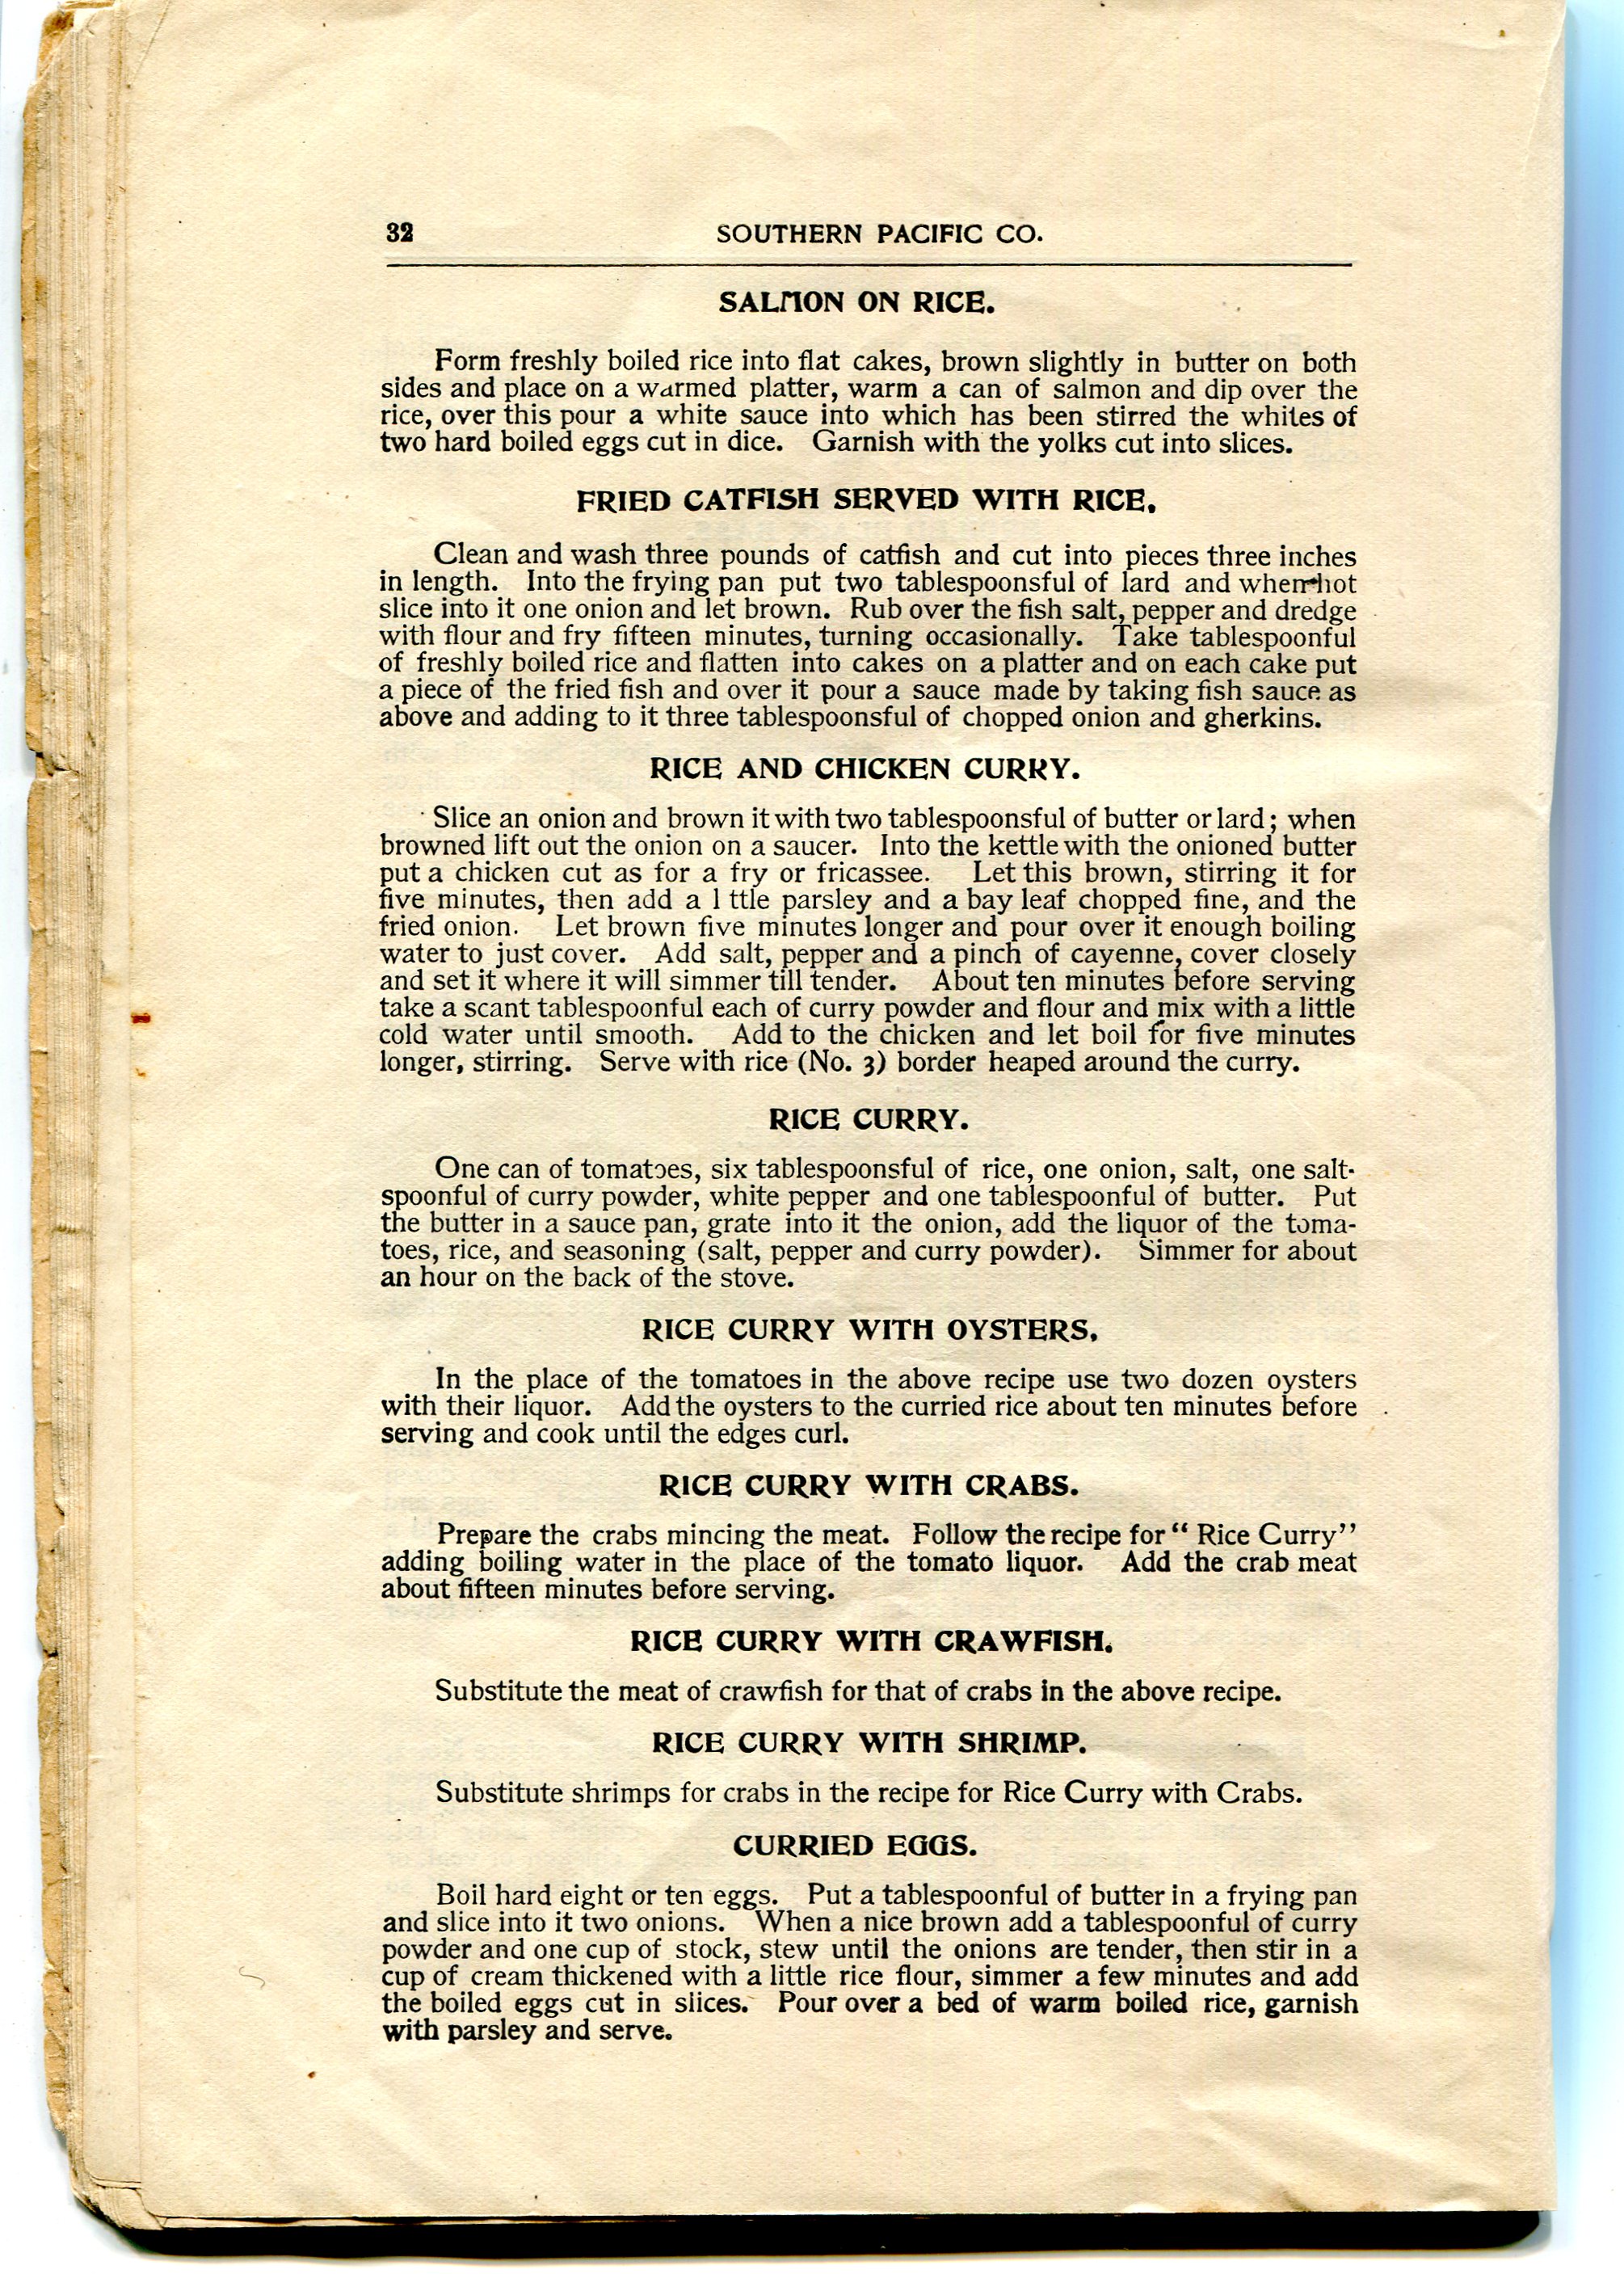 32 SOUTHERN PACIFIC CO.
SALMON ON RICE.
Form freshly boiled rice into flat cakes, brown slightly in butter on both
sides and place on a warmed platter, warm a can of salmon and dip over the
rice, over this pour a white sauce into which has been stirred the whites of
two hard boiled eggs cut in dice. Garnish with the yolks cut into slices.
FRIED CATFISH SERVED WITH RICE.
Clean and wash three pounds of catfish and cut into pieces three inches
in length. Into the frying pan put two tablespoonsful of lard and when hot
slice into it one onion and let brown. Rub over the fish salt, pepper and dredge
with flour and fry fifteen minutes, turning occasionally. Take tablespoonful
of freshly boiled rice and flatten into cakes on a platter and on each cake put
a piece of the fried fish and over it pour a sauce made by taking fish sauce as
above and adding to it three tablespoonsful of chopped onion and gherkins.
RICE AND CHICKEN CURRY.
Slice an onion and brown it with two tablespoonsful of butter or lard; when
browned lift out the onion on a saucer. Into the kettle with the onioned butter
put a chicken cut as for a fry or fricassee. Let this brown, stirring it for
five minutes, then add a l ttle parsley and a bay leaf chopped fine, and the
fried onion. Let brown five minutes longer and pour over it enough boiling
water to just cover. Add salt, pepper and a pinch of cayenne, cover closely
and set it where it will simmer till tender. About ten minutes before serving
take a scant tablespoonful each of curry powder and flour and mix with a little
cold water until smooth. Add to the chicken and let boil for five minutes
longer, stirring. Serve with rice (No. 3) border heaped around the curry.
RICE CURRY.
One can of tomatoes, six tablespoonsful of rice, one onion, salt, one salt-
spoonful of curry powder, white pepper and one tablespoonful of butter. Put
the butter in a sauce pan, grate into it the onion, add the liquor of the toma-
toes, rice, and seasoning (salt, pepper and curry powder). Simmer for about
an hour on the back of the stove.
RICE CURRY WITH OYSTERS.
In the place of the tomatoes in the above recipe use two dozen oysters
with their liquor. Add the oysters to the curried rice about ten minutes before
serving and cook until the edges curl.
RICE CURRY WITH CRABS.
Prepare the crabs mincing the meat. Follow the recipe for "Rice Curry"
adding boiling water in the place of the tomato liquor. Add the crab meat
about fifteen minutes before serving.
RICE CURRY WITH CRAWFISH.
Substitute the meat of crawfish for that of crabs in the above recipe.
RICE CURRY WITH SHRIMP.
Substitute shrimps for crabs in the recipe for Rice Curry with Crabs.
CURRIED EGGS.
Boil hard eight or ten eggs. Put a tablespoonful of butter in a frying pan
and slice into it two onions. When a nice brown add a tablespoonful of curry
powder and one cup of stock, stew until the onions are tender, then stir in a
cup of cream thickened with a little rice flour, simmer a few minutes and add
the boiled eggs cut in slices. Pour over a bed of warm boiled rice, garnish
with parsley and serve.